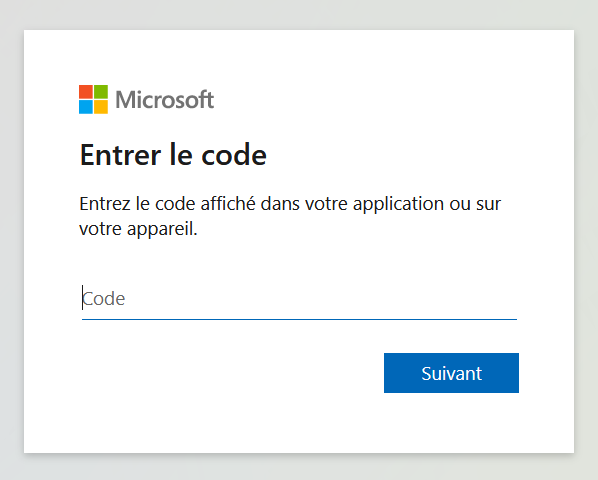 Microsoft
Entrer le code
Entrez le code affiché dans votre application ou sur
votre appareil.
Code
Suivant